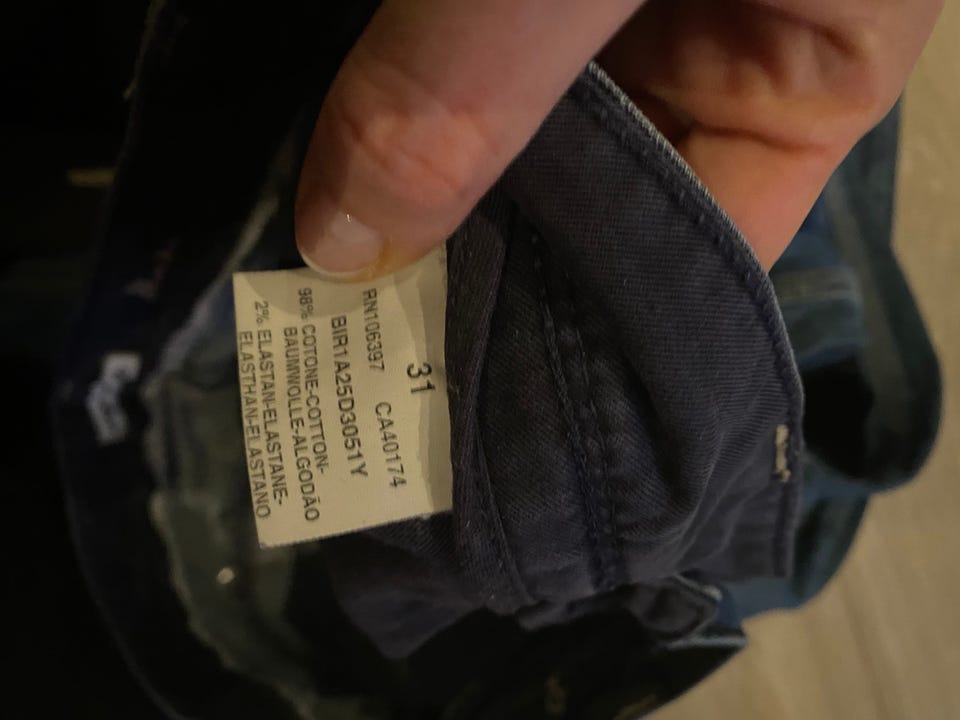 31
RN106397 CA40174
BIR1A25D3051Y
98% COTONE-COTTON-
BAUMWOLLE-ALGODÃO
2% ELASTAN-ELASTANE-
ELASTHAN-ELASTANO